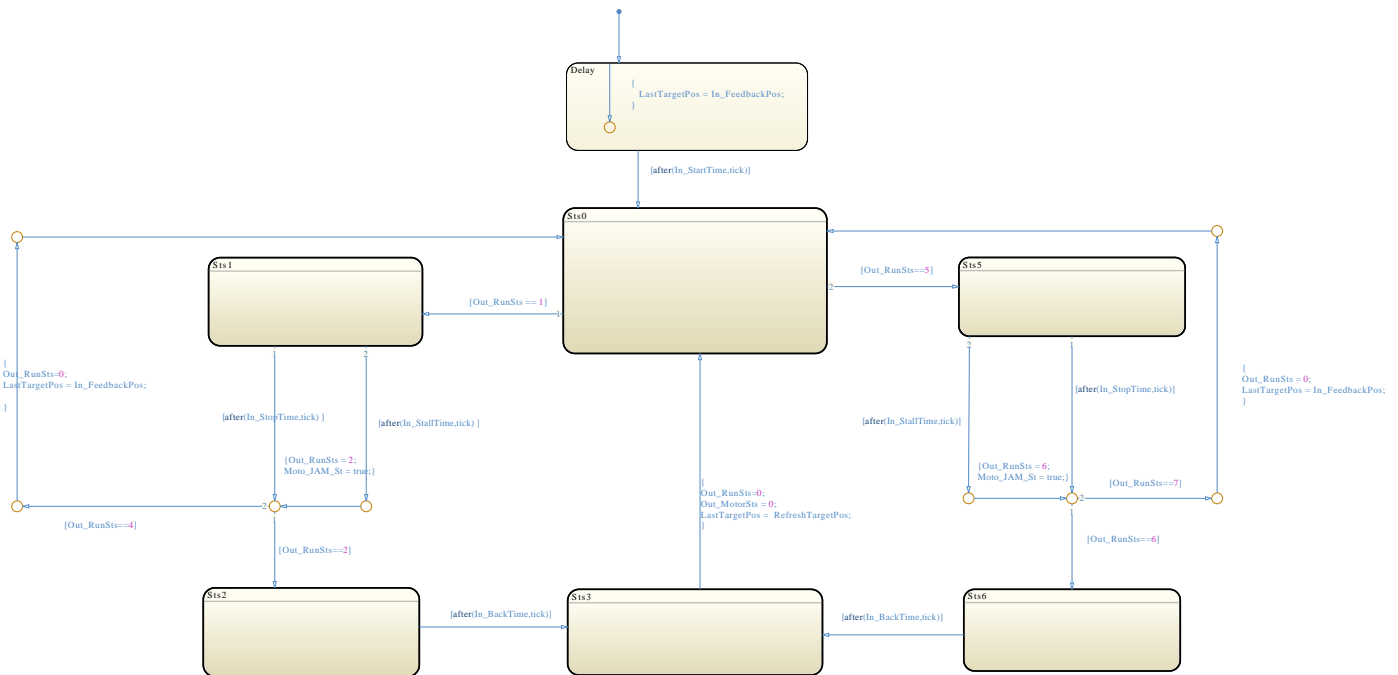 Delay
{
LastTargetPos = In_FeedbackPos;
}
[after(In_StartTime,tick)]
Sts0
Sts1
Sts5
[Out_RunSts==5]
2
[Out_RunSts == 1]
1
1
2
2
1
{
Out_RunSts=0;
LastTargetPos = In_FeedbackPos;
}
{
Out_RunSts = 0;
LastTargetPos = In_FeedbackPos;
}
[after(In_StopTime,tick) ]
[after(In_StallTime,tick) ]
[after(In_StallTime,tick)]
[after(In_StopTime,tick)]
{Out_RunSts = 2;
Moto_JAM_St = true;}
{Out_RunSts = 6;
Moto_JAM_St = true;}
{
Out_RunSts=0;
Out_MotorSts = 0;
LastTargetPos = RefreshTargetPos;
}
[Out_RunSts==7]
2
1
2
1
[Out_RunSts==4]
[Out_RunSts==2]
[Out_RunSts==6]
Sts2
Sts3
Sts6
[after(In_BackTime,tick)]
[after(In_BackTime,tick)]